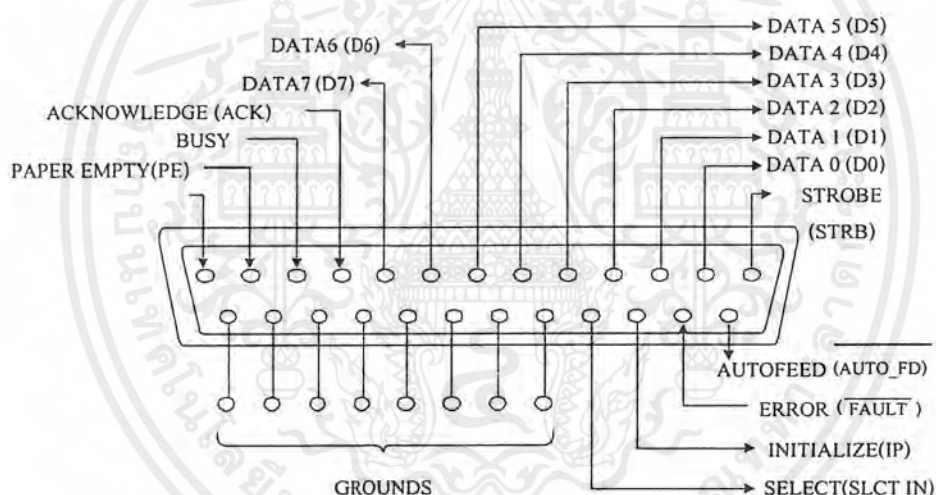 DATA 5 (D5)
DATA6 (D6)
DATA 4 (D4)
DATA7 (D7)
DATA 3 (D3)
ACKNOWLEDGE (ACK)
DATA 2 (D2)
BUSY
DATA 1 (D1)
PAPER EMPTY(PE)
DATA 0 (D0)
STROBE
(STRB)
AUTOFEED (AUTO_FD)
ERROR (FAULT)
INITIALIZE(IP)
GROUNDS
SELECT(SLCT IN)